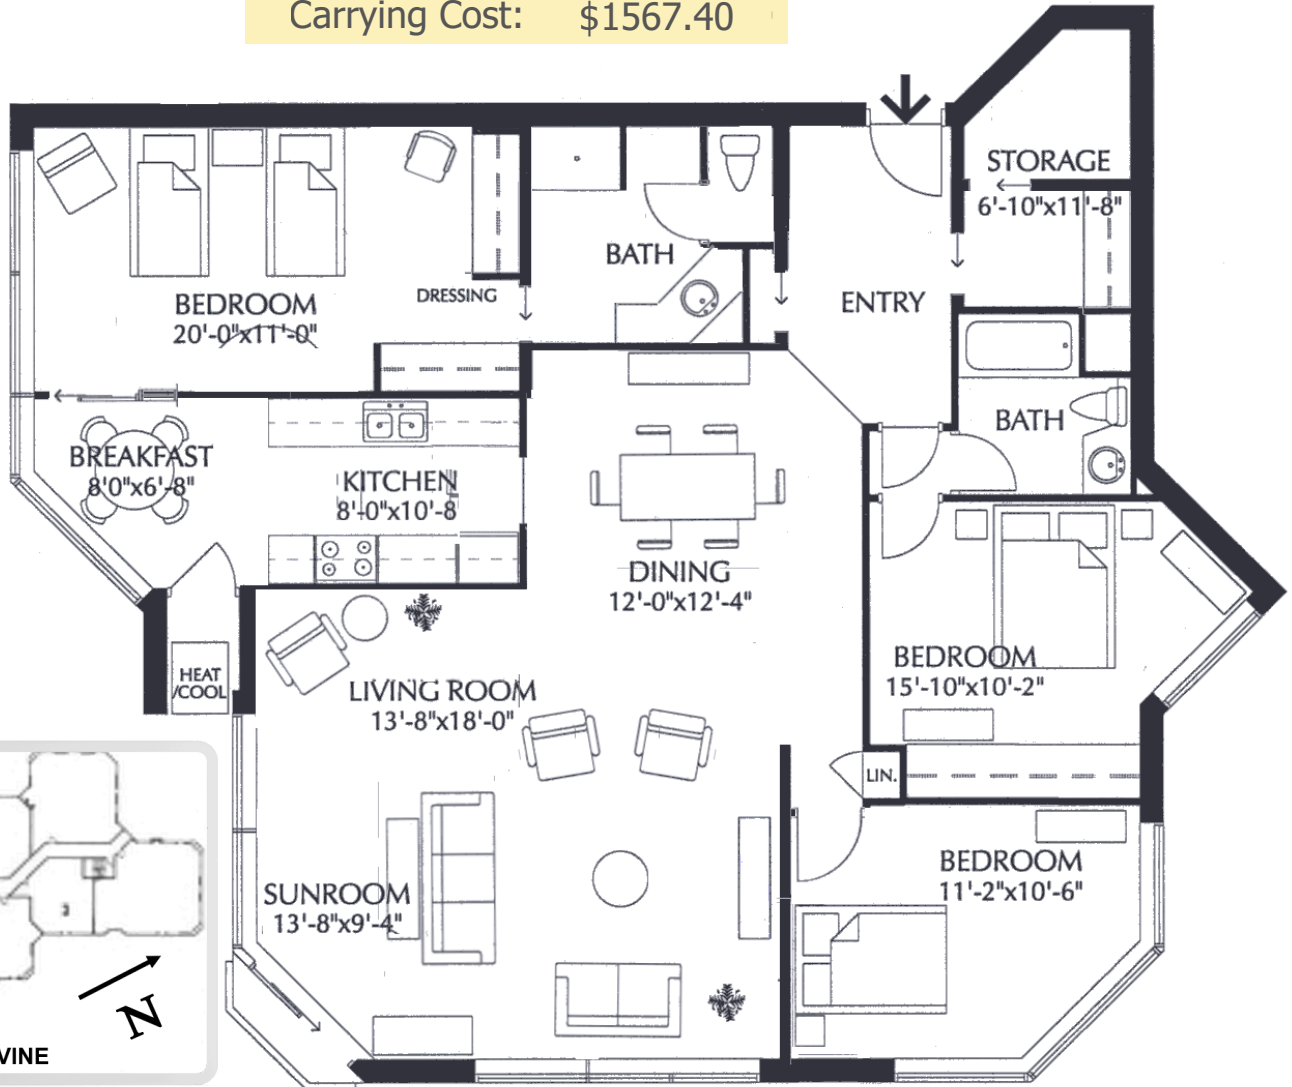 Carrying Cost: $1567.40
STORAGE
6'-10"x11'-8"
BATH
BEDROOM
20'-0"x11'-0"
DRESSING
ENTRY
BATH
BREAKFAST
8'0"x6'-8"
KITCHEN
8'-0"x10'-8
DINING
12'-0"x12'-4"
HEAT
/COOL
LIVING ROOM
13'-8"x18'-0"
BEDROOM
15'-10"x10'-2"
LIN.
SUNROOM
13'-8"x9'-4"
BEDROOM
11'-2"x10'-6"
N
VINE